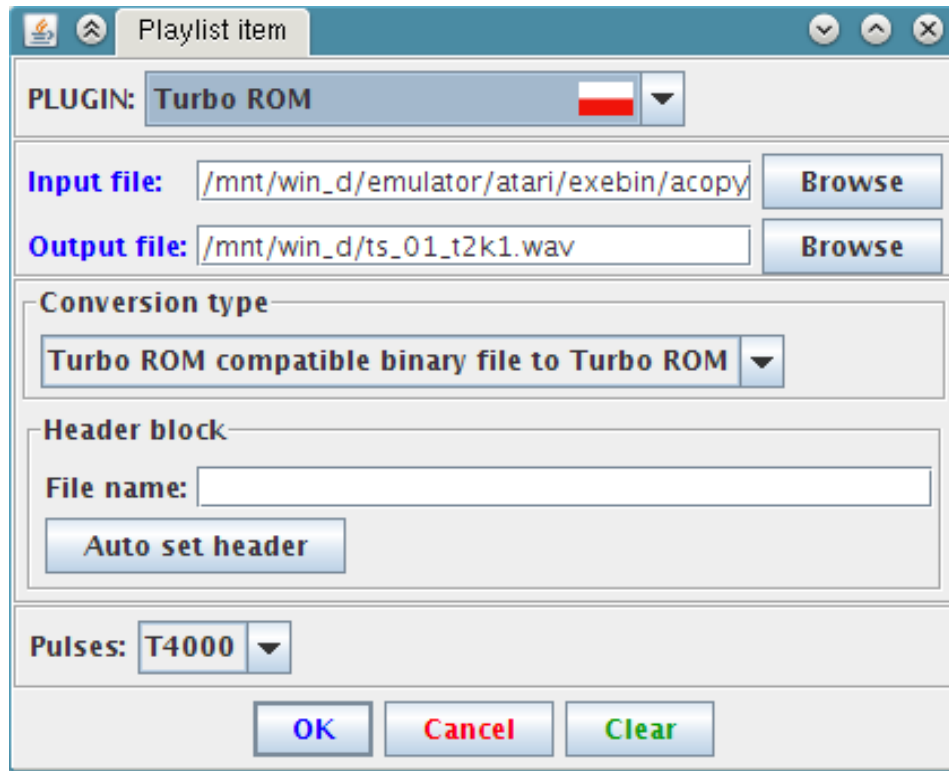 Playlist item
PLUGIN: Turbo ROM
Input file: /mnt/win_d/emulator/atari/exebin/acopy Browse
Output file: /mnt/win_d/ts_01_t2k1.wav Browse
Conversion type
Turbo ROM compatible binary file to Turbo ROM
Header block
File name:
Auto set header
Pulses: T4000
OK Cancel Clear